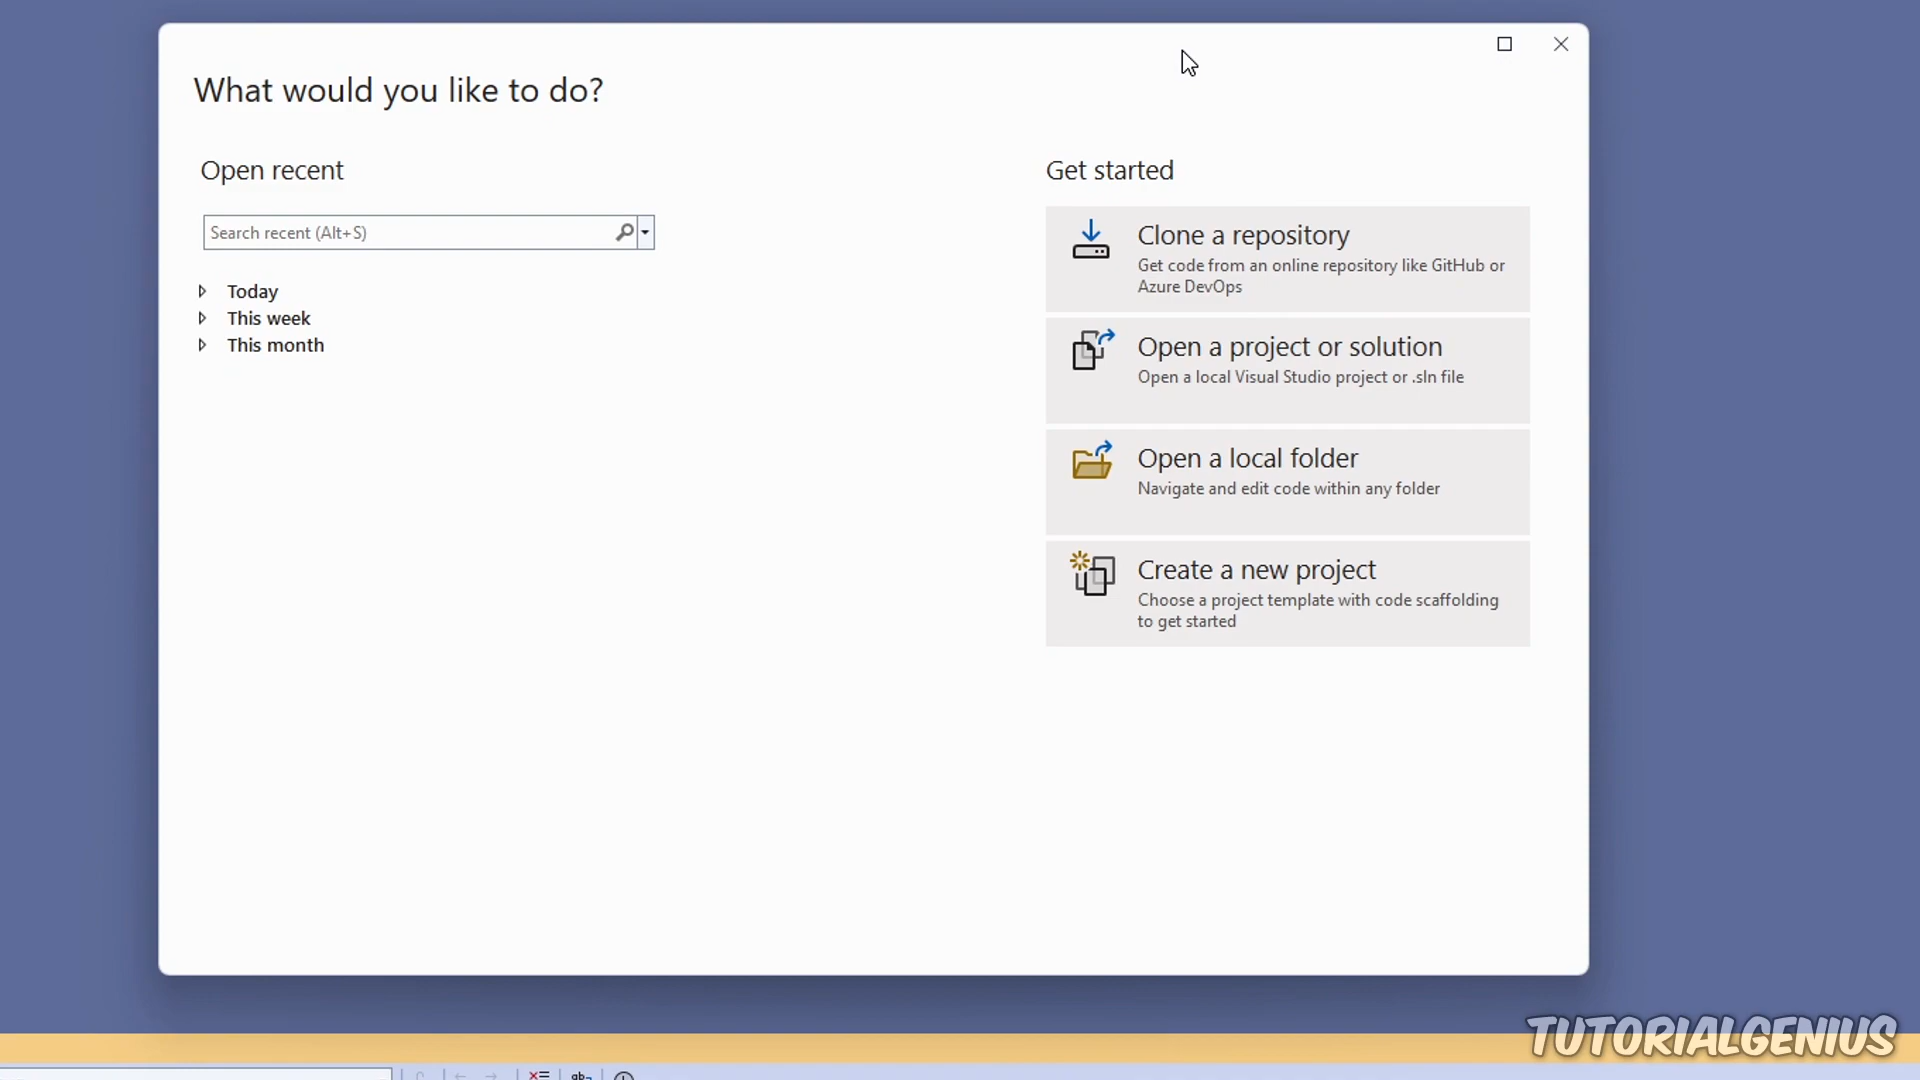 What would you like to do?
Open recent
Search recent (Alt+S)
Today
This week
This month
Get started
Clone a repository
Get code from an online repository like GitHub or
Azure DevOps
Open a project or solution
Open a local Visual Studio project or .sln file
Open a local folder
Navigate and edit code within any folder
Create a new project
Choose a project template with code scaffolding
to get started
TUTORIALGENIUS